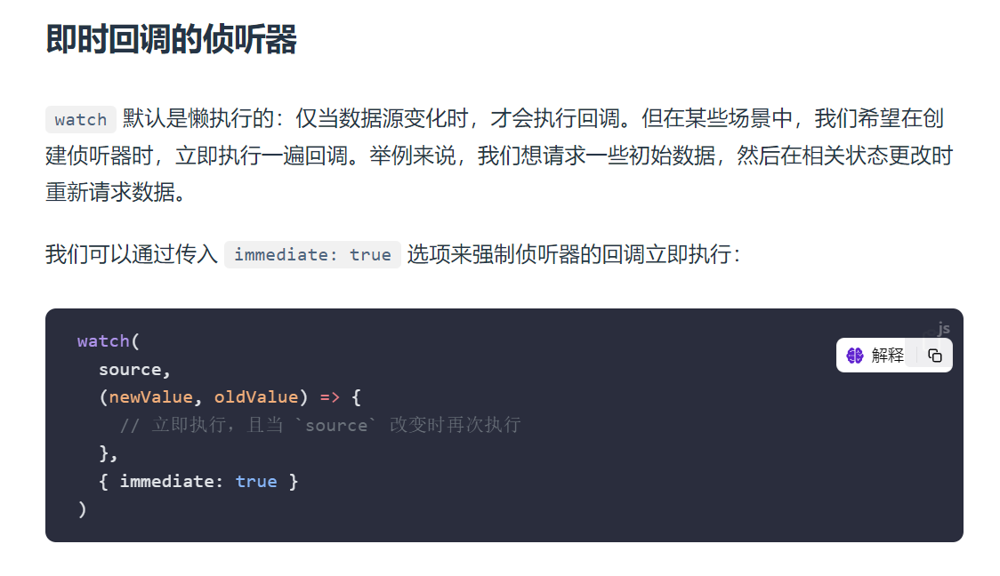 即时回调的侦听器
watch 默认是懒执行的：仅当数据源变化时，才会执行回调。但在某些场景中，我们希望在创
建侦听器时，立即执行一遍回调。举例来说，我们想请求一些初始数据，然后在相关状态更改时
重新请求数据。
我们可以通过传入 immediate: true 选项来强制侦听器的回调立即执行：
js
解释
watch(
  source,
  (newValue, oldValue) => {
    // 立即执行，且当 `source` 改变时再次执行
  },
  { immediate: true }
)